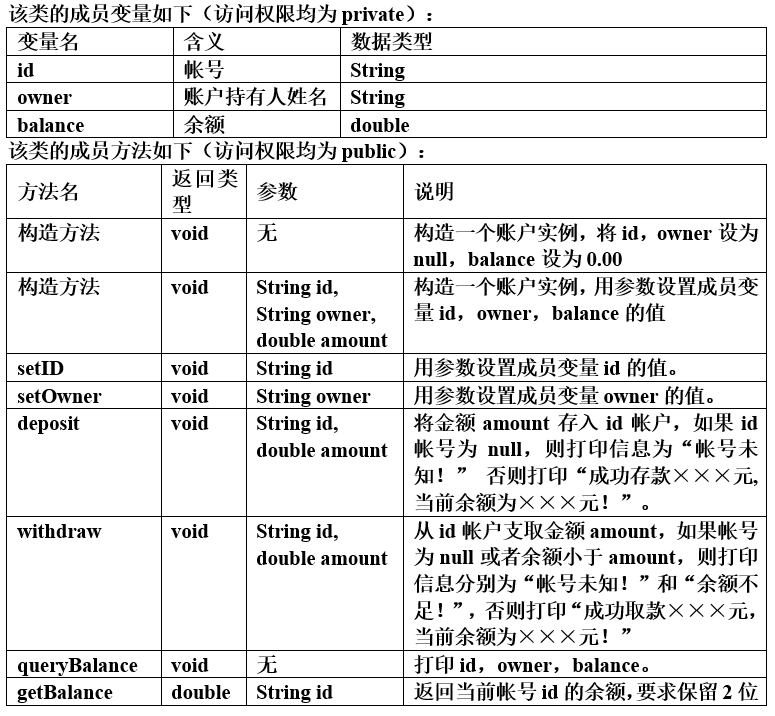 该类的成员变量如下（访问权限均为 private）：
变量名 含义 数据类型
id 帐号 String
owner 账户持有人姓名 String
balance 余额 double
该类的成员方法如下（访问权限均为 public）：
方法名 返回类型 参数 说明
构造方法 void 无 构造一个账户实例，将 id，owner 设为
null，balance 设为 0.00
构造方法 void String id, 构造一个账户实例，用参数设置成员变
String owner, 量 id，owner，balance 的值
double amount
setID void String id 用参数设置成员变量 id 的值。
setOwner void String owner 用参数设置成员变量 owner 的值。
deposit void String id, 将金额 amount 存入 id 帐户，如果 id
double amount 帐号为 null，则打印信息为“帐号未
知！” 否则打印“成功存款×××元,
当前余额为×××元！”。
withdraw void String id, 从 id 帐户支取金额 amount，如果帐号
double amount 为 null 或者余额小于 amount，则打印
信息分别为“帐号未知！”和“余额不
足！”，否则打印“成功取款×××元，
当前余额为×××元！”
queryBalance void 无 打印 id，owner，balance。
getBalance double String id 返回当前帐号 id 的余额，要求保留 2 位